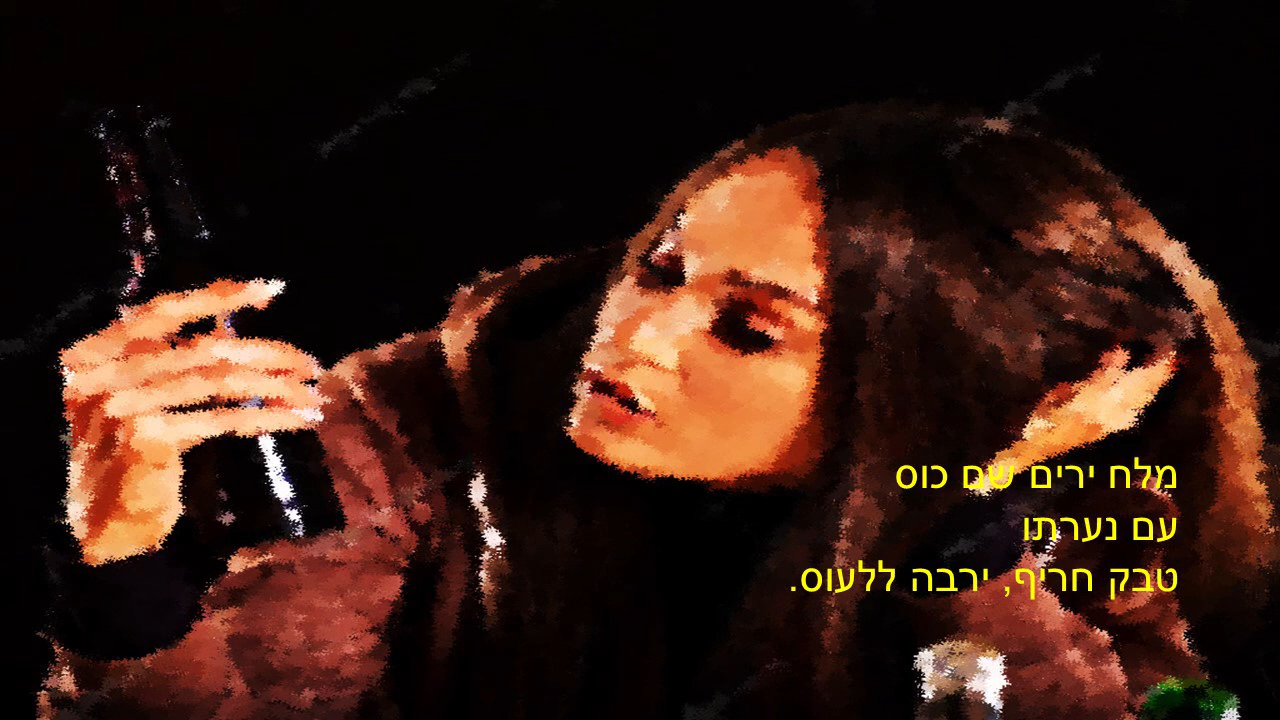 מלח ירים שם כוס
עם נערתו
טבק חריף, ירבה ללעוס.